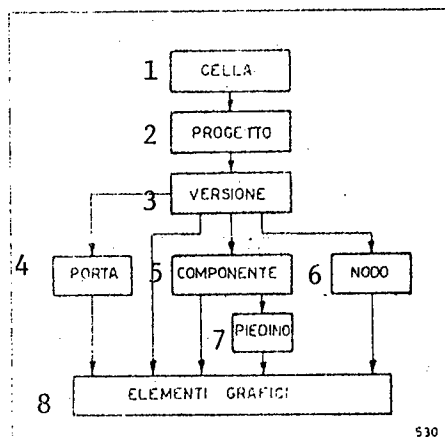 1 CELLA
2 PROGETTO
3 VERSIONE
4 PORTA
5 COMPONENTE
6 NODO
7 PIEDINO
8 ELEMENTI GRAFICI
530